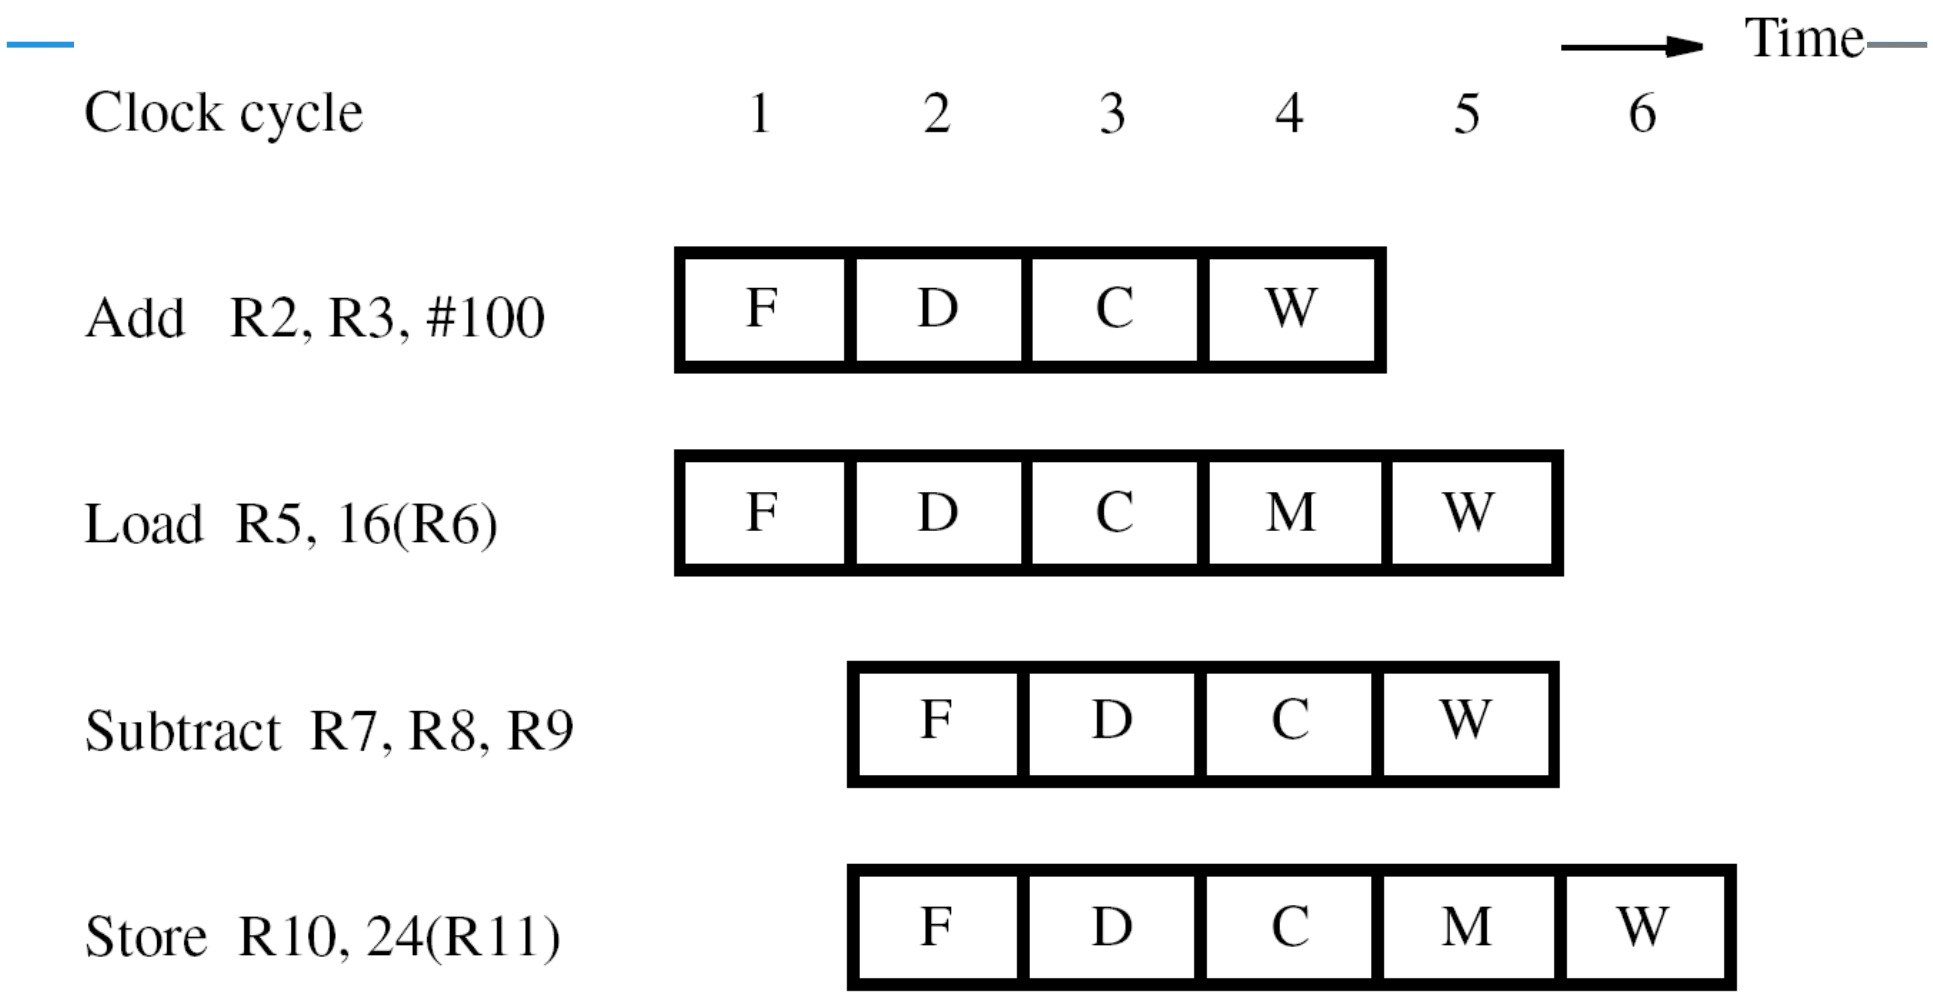 Time
Clock cycle 1 2 3 4 5 6
Add R2, R3, #100 F D C W
Load R5, 16(R6) F D C M W
Subtract R7, R8, R9 F D C W
Store R10, 24(R11) F D C M W